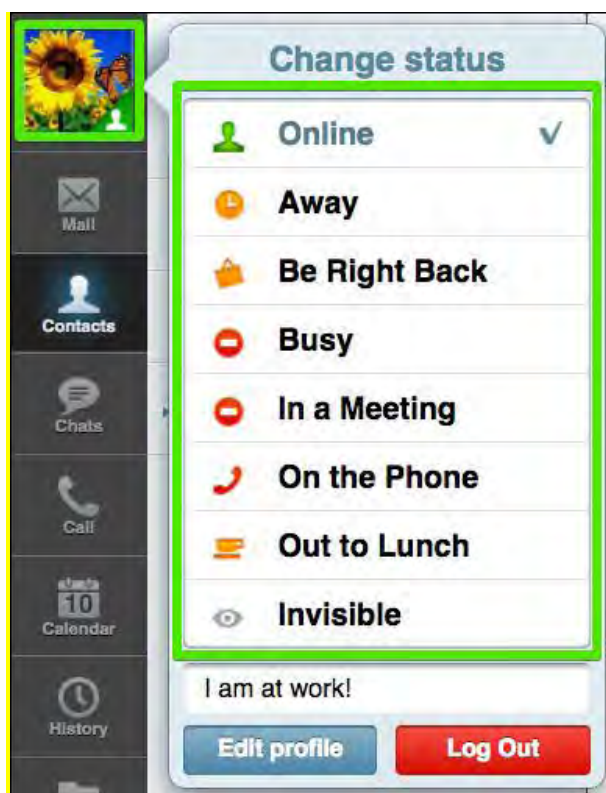 Change status
Online
Away
Be Right Back
Busy
In a Meeting
On the Phone
Out to Lunch
Invisible
I am at work!
Edit profile
Log Out
Mail
Contacts
Chats
Call
10
Calendar
History